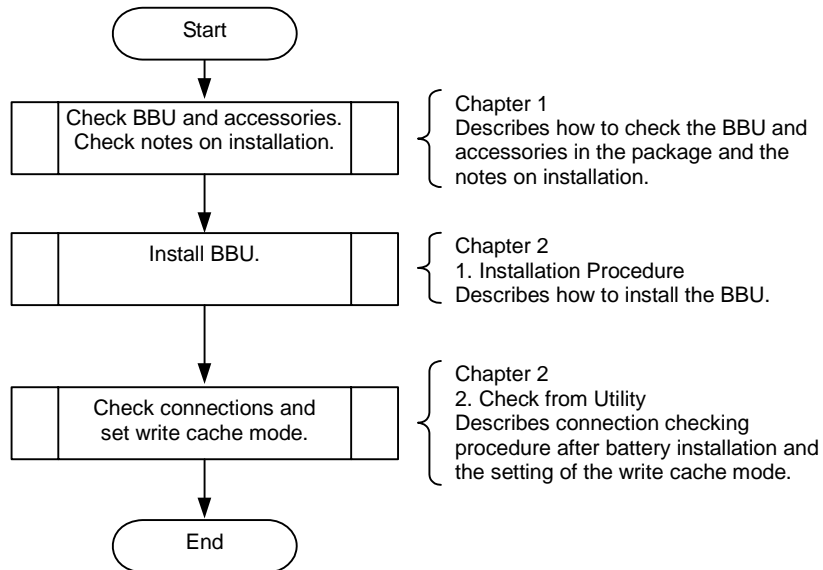 Start
Check BBU and accessories.
Check notes on installation.
Chapter 1
Describes how to check the BBU and
accessories in the package and the
notes on installation.
Install BBU.
Chapter 2
1. Installation Procedure
Describes how to install the BBU.
Check connections and
set write cache mode.
Chapter 2
2. Check from Utility
Describes connection checking
procedure after battery installation and
the setting of the write cache mode.
End